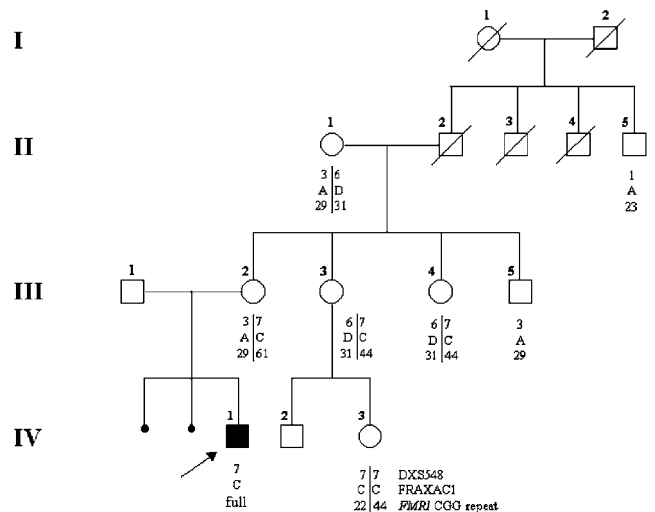 I
1 2
II
1 2 3 4 5
3 6 1
A D A
29 31 23
III
1 2 3 4 5
3 7 6 7 6 7 3
A C D C D C A
29 61 31 44 31 44 29
IV
1 2 3
7 7 7 DXS548
C C C FRAXAC1
full 22 44 FMR1 CGG repeat